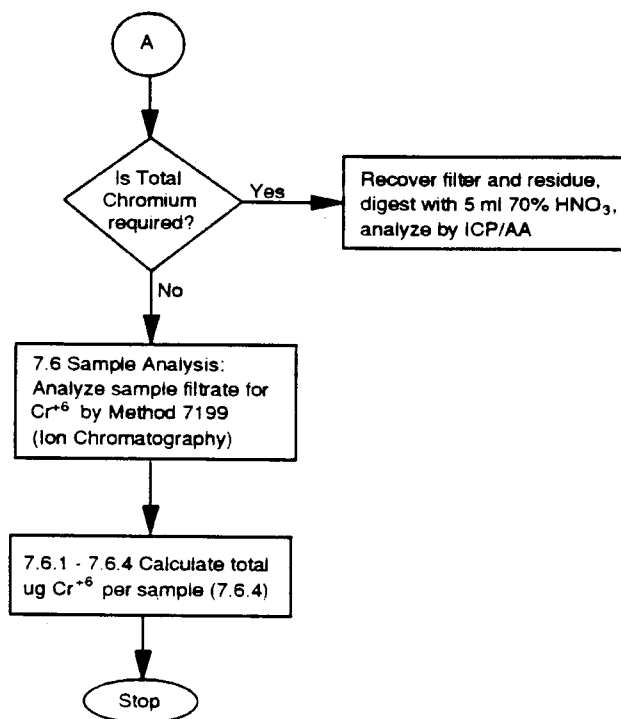 A
Is Total
Chromium
required?
Yes
Recover filter and residue,
digest with 5 ml 70% HNO₃,
analyze by ICP/AA
No
7.6 Sample Analysis:
Analyze sample filtrate for
Cr⁺⁶ by Method 7199
(Ion Chromatography)
7.6.1 - 7.6.4 Calculate total
ug Cr⁺⁶ per sample (7.6.4)
Stop